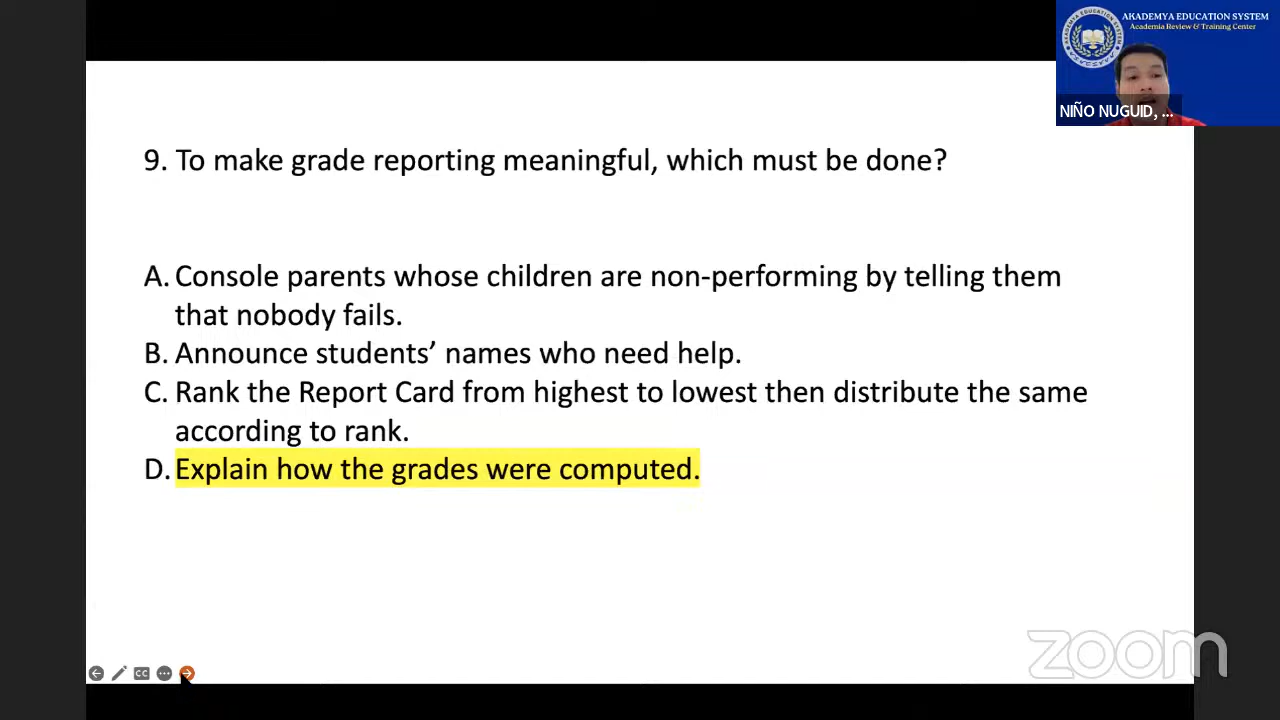 AKADEMYA EDUCATION SYSTEM
Academia Review & Training Center
NIÑO NUGUID, ...
9. To make grade reporting meaningful, which must be done?
A. Console parents whose children are non-performing by telling them
that nobody fails.
B. Announce students’ names who need help.
C. Rank the Report Card from highest to lowest then distribute the same
according to rank.
D. Explain how the grades were computed.
CC
zoom